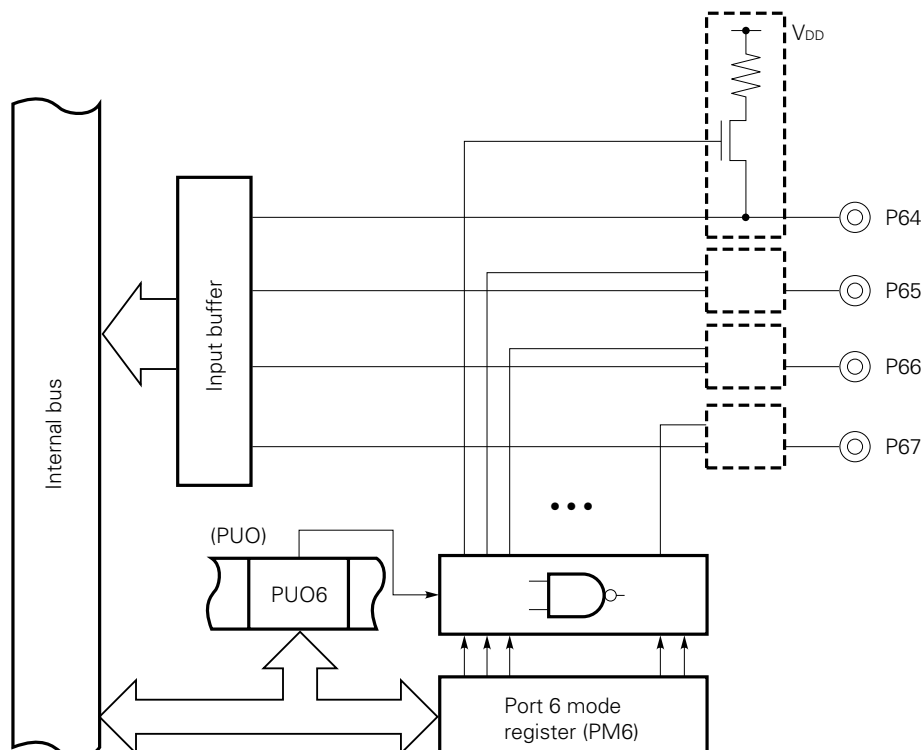 VDD
P64
P65
P66
P67
Input buffer
Internal bus
(PUO)
PUO6
Port 6 mode
register (PM6)